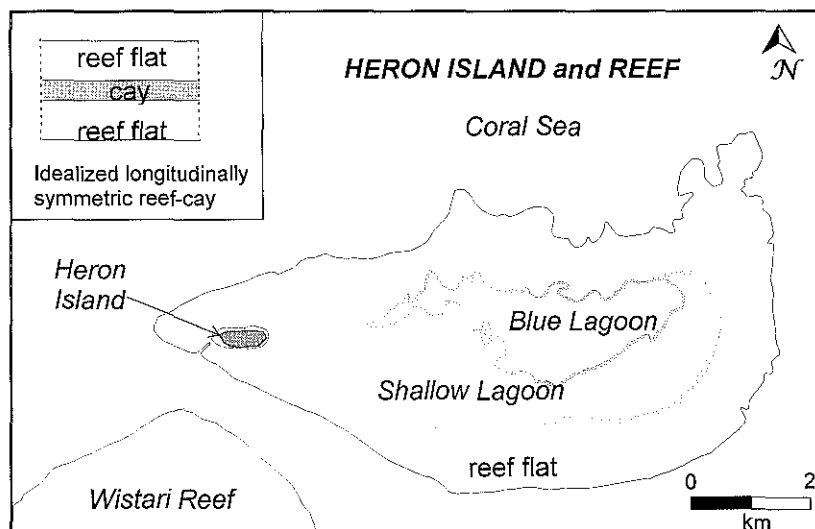 reef flat
cay
reef flat
Idealized longitudinally
symmetric reef-cay
HERON ISLAND and REEF
N
Coral Sea
Heron
Island
Blue Lagoon
Shallow Lagoon
reef flat
Wistari Reef
0 2
km